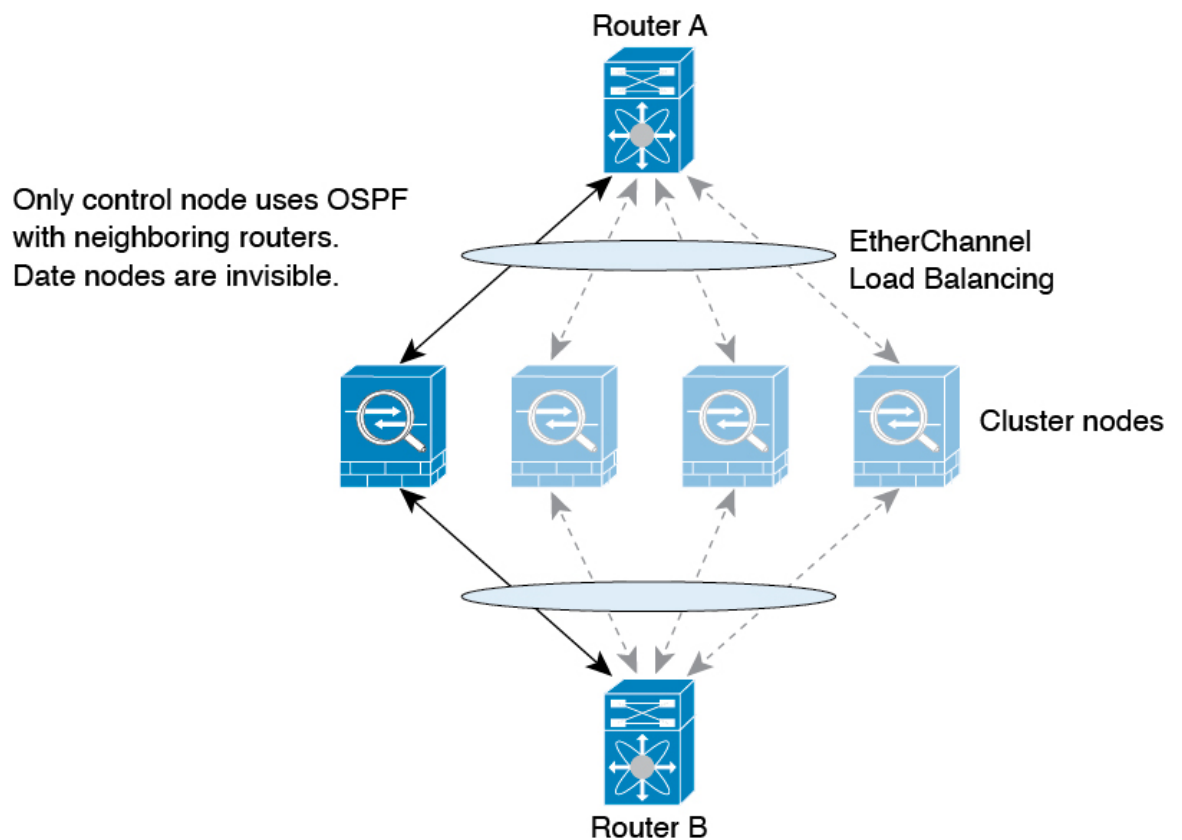 Router A
Only control node uses OSPF
with neighboring routers.
Date nodes are invisible.
EtherChannel
Load Balancing
Cluster nodes
Router B